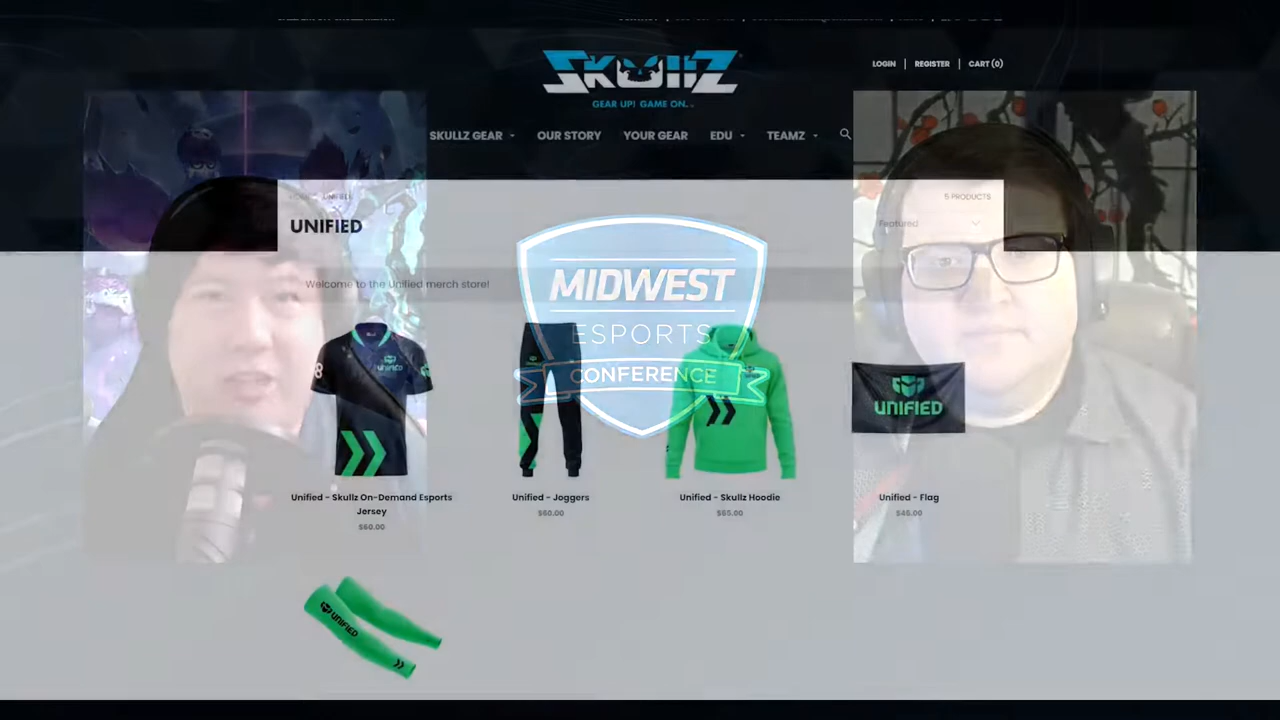 SKULLZ
GEAR UP! GAME ON.
LOGIN | REGISTER | CART (0)
SKULLZ GEAR OUR STORY YOUR GEAR EDU TEAMZ
UNIFIED
5 PRODUCTS
UNIFIED
Featured
Welcome to the Unified merch store!
MIDWEST
ESPORTS
CONFERENCE
UNIFIED
UNIFIED
Unified - Skullz On-Demand Esports
Jersey
$60.00
Unified - Joggers
$60.00
Unified - Skullz Hoodie
$65.00
Unified - Flag
$45.00
UNIFIED